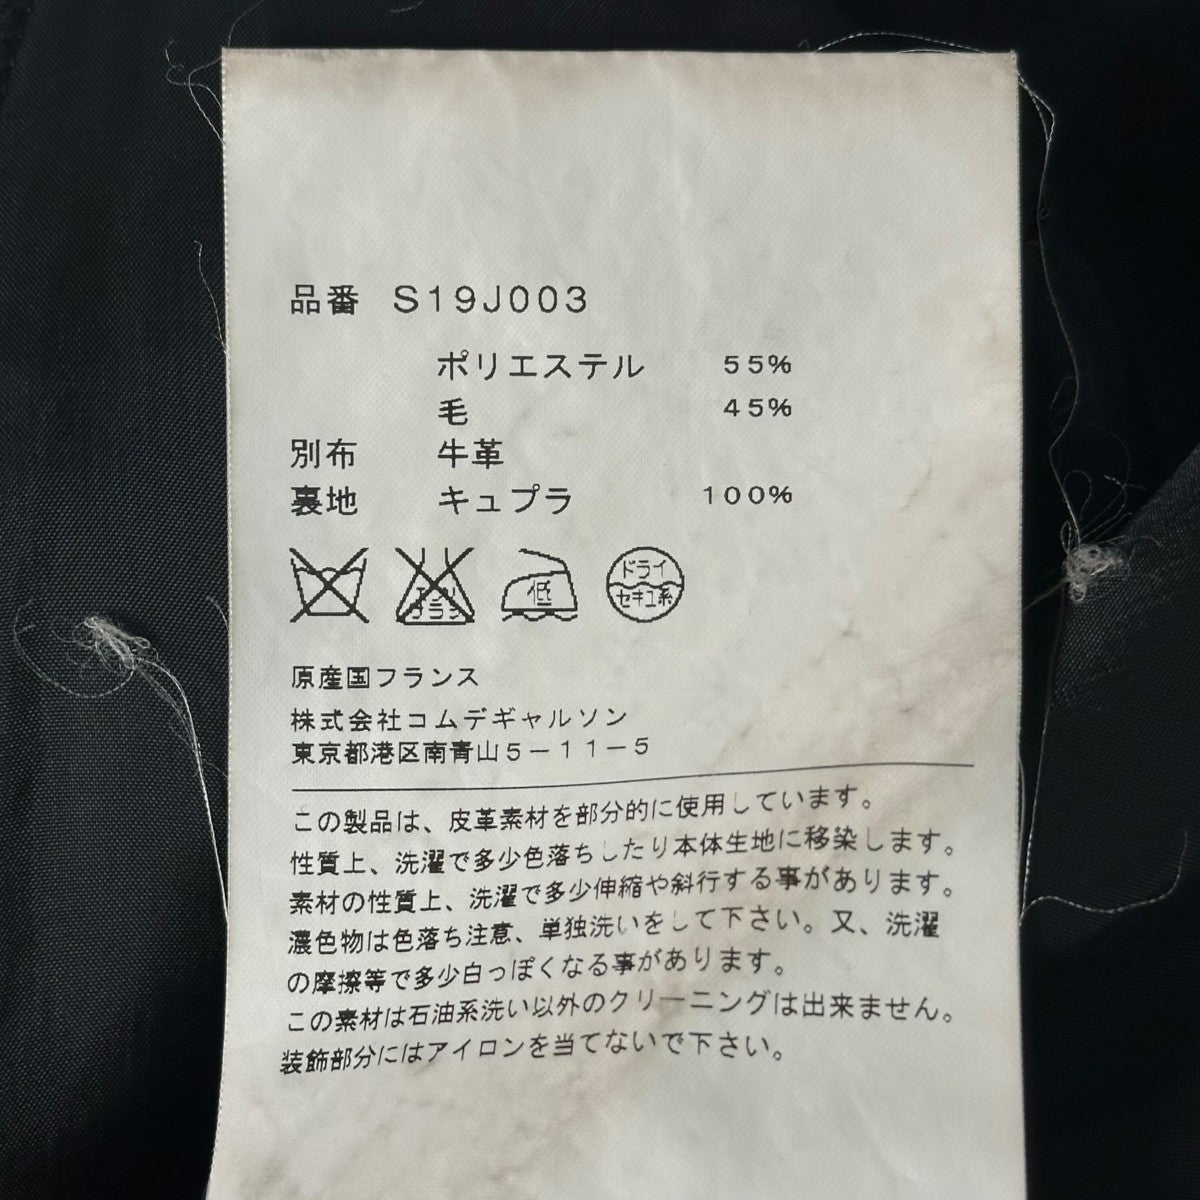 品番 S19J003
ポリエステル 55%
毛 45%
別布 牛革
裏地 キュプラ 100%
エンソ
サラシ
低
ドライ
セキユ系
原産国フランス
株式会社コムデギャルソン
東京都港区南青山5-11-5
この製品は、皮革素材を部分的に使用しています。
性質上、洗濯で多少色落ちしたり本体生地に移染します。
素材の性質上、洗濯で多少伸縮や斜行する事があります。
濃色物は色落ち注意、単独洗いをして下さい。又、洗濯
の摩擦等で多少白っぽくなる事があります。
この素材は石油系洗い以外のクリーニングは出来ません。
装飾部分にはアイロンを当てないで下さい。